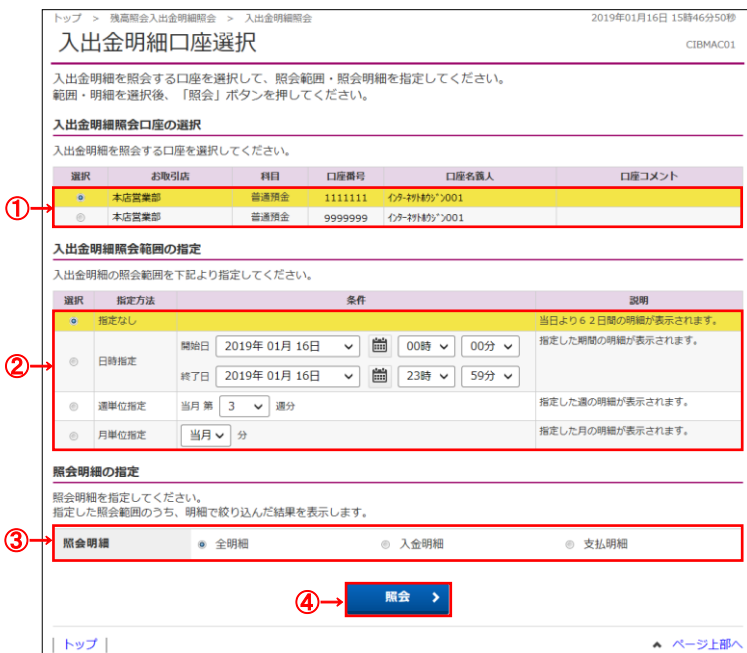 トップ > 残高照会入出金明細照会 > 入出金明細照会
2019年01月16日 15時46分50秒
入出金明細口座選択
CIBMAC01
入出金明細を照会する口座を選択して、照会範囲・照会明細を指定してください。
範囲・明細を選択後、「照会」ボタンを押してください。
入出金明細照会口座の選択
入出金明細を照会する口座を選択してください。
選択 お取引店 科目 口座番号 口座名義人 口座コメント
① 本店営業部 普通預金 1111111 インターネットホウジン001
本店営業部 普通預金 9999999 インターネットホウジン001
入出金明細照会範囲の指定
入出金明細の照会範囲を下記より指定してください。
選択 指定方法 条件 説明
指定なし 当日より62日間の明細が表示されます。
② 日時指定 開始日 2019年 01月 16日 00時 00分 指定した期間の明細が表示されます。
終了日 2019年 01月 16日 23時 59分
週単位指定 当月 第 3 週分 指定した週の明細が表示されます。
月単位指定 当月 分 指定した月の明細が表示されます。
照会明細の指定
照会明細を指定してください。
指定した照会範囲のうち、明細で絞り込んだ結果を表示します。
③ 照会明細 全明細 入金明細 支払明細
④ 照会
トップ ページ上部へ